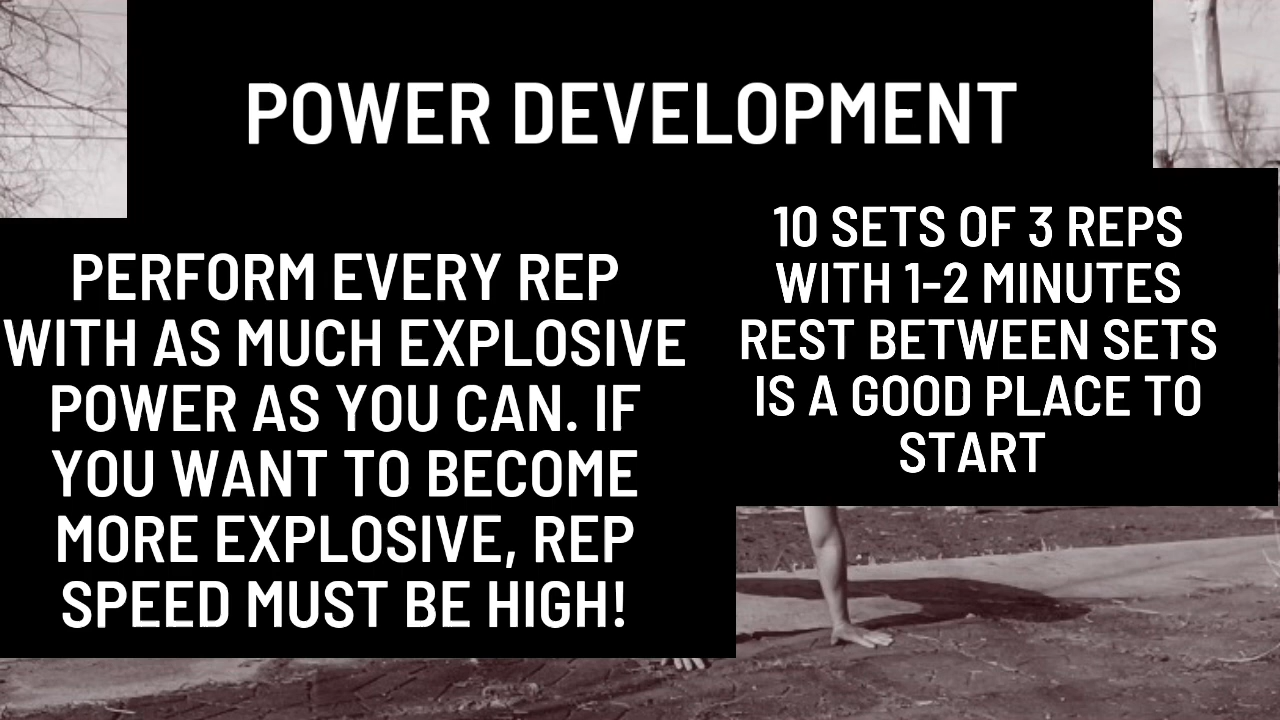 POWER DEVELOPMENT
PERFORM EVERY REP
WITH AS MUCH EXPLOSIVE
POWER AS YOU CAN. IF
YOU WANT TO BECOME
MORE EXPLOSIVE, REP
SPEED MUST BE HIGH!
10 SETS OF 3 REPS
WITH 1-2 MINUTES
REST BETWEEN SETS
IS A GOOD PLACE TO
START